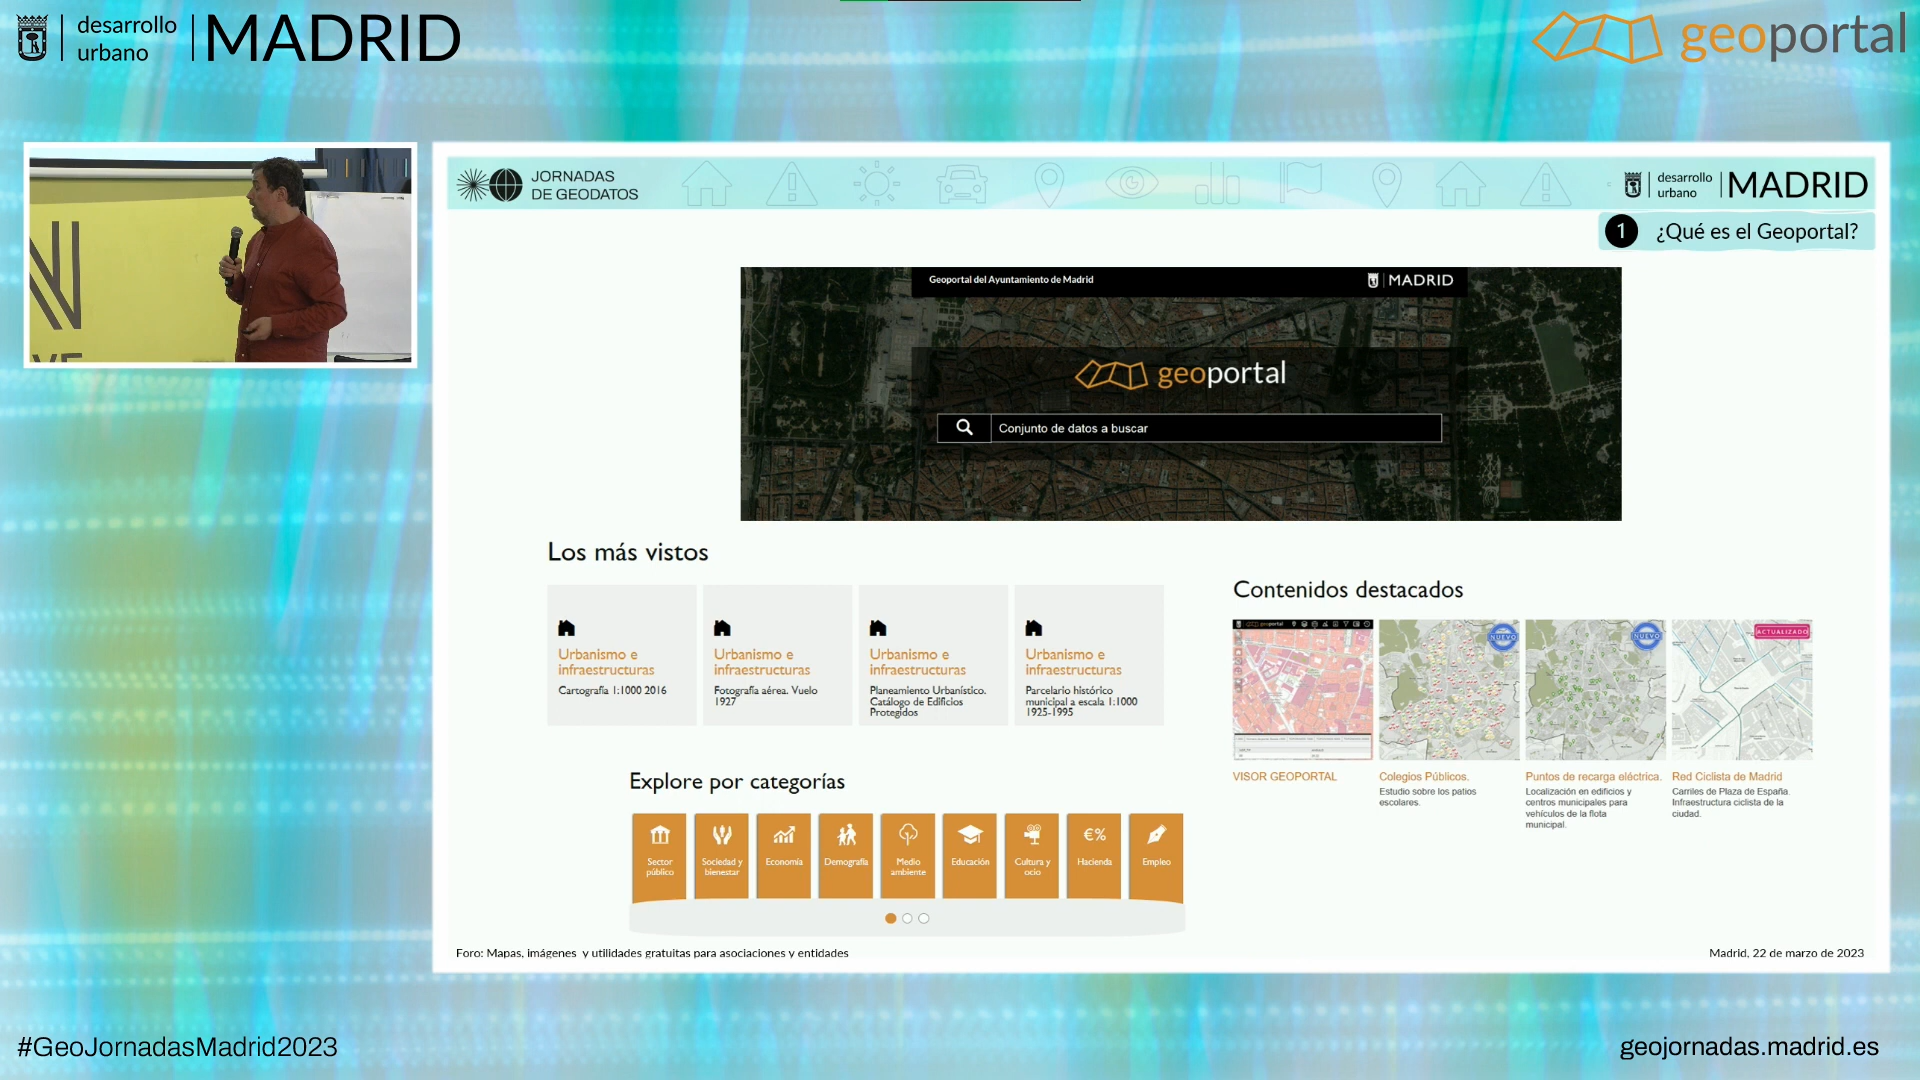 desarrollo
urbano
MADRID
geoportal
JORNADAS
DE GEODATOS
desarrollo
urbano
MADRID
1 ¿Qué es el Geoportal?
Geoportal del Ayuntamiento de Madrid
MADRID
geoportal
Conjunto de datos a buscar
Los más vistos
Urbanismo e
infraestructuras
Cartografía 1:1000 2016
Urbanismo e
infraestructuras
Fotografía aérea. Vuelo
1927
Urbanismo e
infraestructuras
Planeamiento Urbanístico.
Catálogo de Edificios
Protegidos
Urbanismo e
infraestructuras
Parcelario histórico
municipal a escala 1:1000
1925-1995
Contenidos destacados
geoportal
NUEVO
NUEVO
ACTUALIZADO
VISOR GEOPORTAL
Colegios Públicos.
Estudio sobre los patios
escolares.
Puntos de recarga eléctrica.
Localización en edificios y
centros municipales para
vehículos de la flota
municipal.
Red Ciclista de Madrid
Carriles de Plaza de España.
Infraestructura ciclista de la
ciudad.
Explore por categorías
Sector
público
Sociedad y
bienestar
Economía
Demografía
Medio
ambiente
Educación
Cultura y
ocio
€%
Hacienda
Empleo
Foro: Mapas, imágenes y utilidades gratuitas para asociaciones y entidades
Madrid, 22 de marzo de 2023
#GeoJornadasMadrid2023
geojornadas.madrid.es